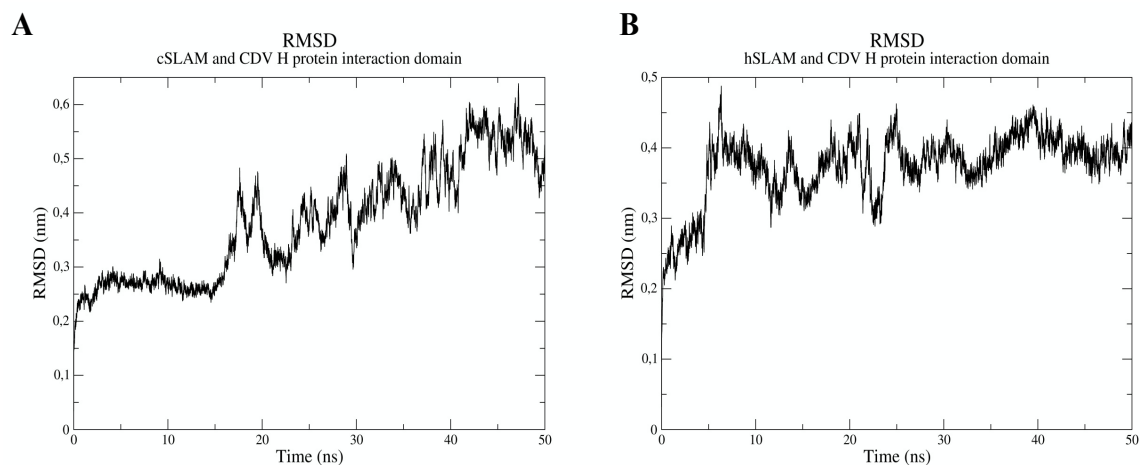 A
RMSD
cSLAM and CDV H protein interaction domain
RMSD (nm)
0,6
0,5
0,4
0,3
0,2
0,1
0
0 10 20 30 40 50
Time (ns)
B
RMSD
hSLAM and CDV H protein interaction domain
RMSD (nm)
0,5
0,4
0,3
0,2
0,1
0
0 10 20 30 40 50
Time (ns)